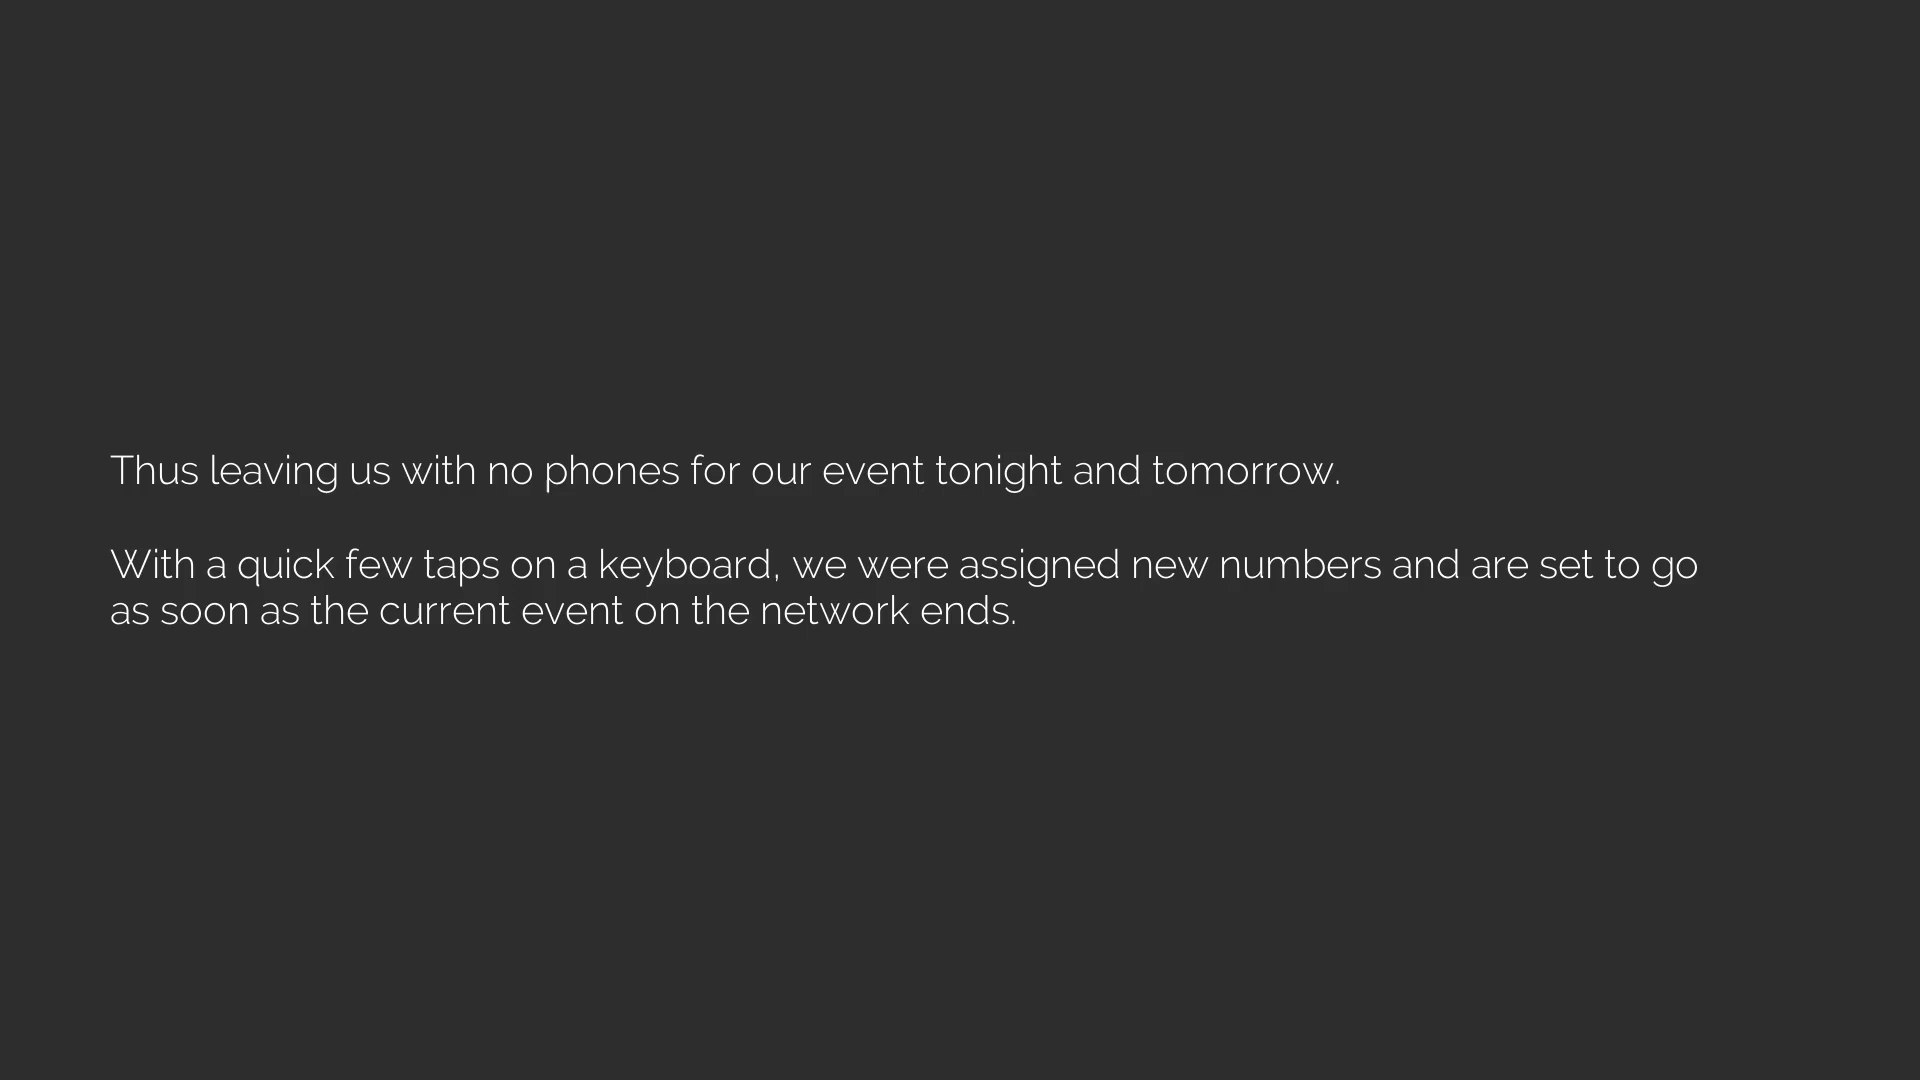 Thus leaving us with no phones for our event tonight and tomorrow.
With a quick few taps on a keyboard, we were assigned new numbers and are set to go
as soon as the current event on the network ends.